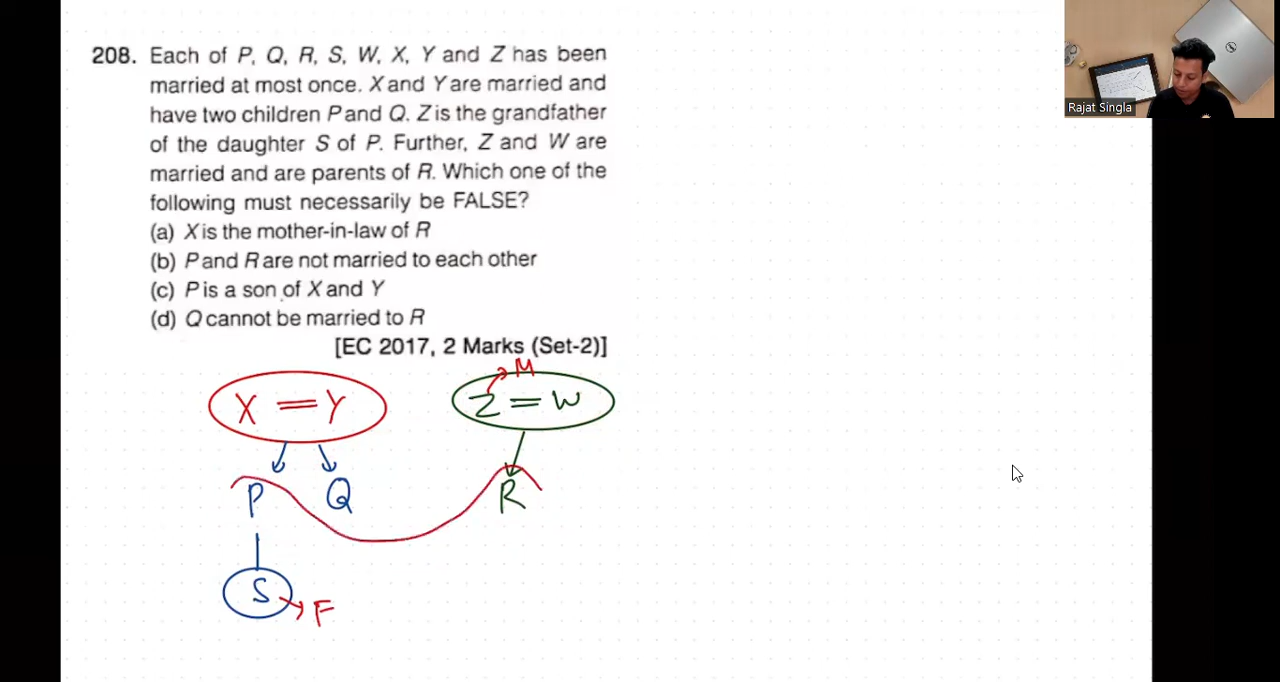 208. Each of P, Q, R, S, W, X, Y and Z has been
married at most once. X and Y are married and
have two children P and Q. Z is the grandfather
of the daughter S of P. Further, Z and W are
married and are parents of R. Which one of the
following must necessarily be FALSE?
(a) X is the mother-in-law of R
(b) P and R are not married to each other
(c) P is a son of X and Y
(d) Q cannot be married to R
[EC 2017, 2 Marks (Set-2)]
M
X = Y
Z = W
P Q
R
S
F
Rajat Singla